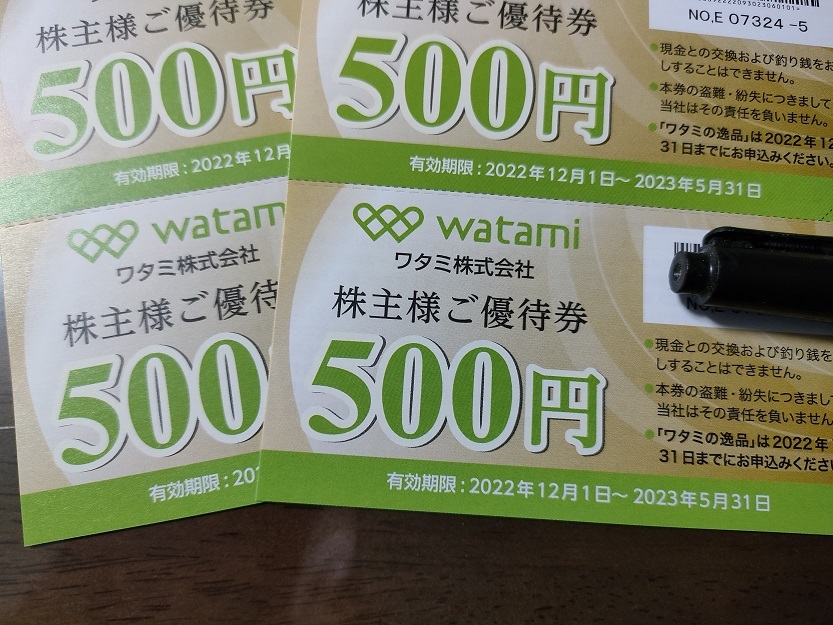 株主様ご優待券
500円
有効期限:2022年12月
watami
ワタミ株式会社
株主様ご優待
500
有効期限:20
株主様ご優待券
500円
有効期限:2022年12月1日～2023年5月31日
NO,E 07324 -5
●現金との交換および釣り銭をお
しすることはできません。
●本券の盗難・紛失につきまして
当社はその責任を負いません。
●「ワタミの逸品」は2022年12
31日までにお申込みください。
watami
ワタミ株式会社
株主様ご優待券
500円
有効期限:2022年12月1日～2023年5月31日
●現金との交換および釣り銭を
しすることはできません。
●本券の盗難・紛失につきまして
当社はその責任を負いません。
●「ワタミの逸品」は2022年
31日までにお申込みくださ